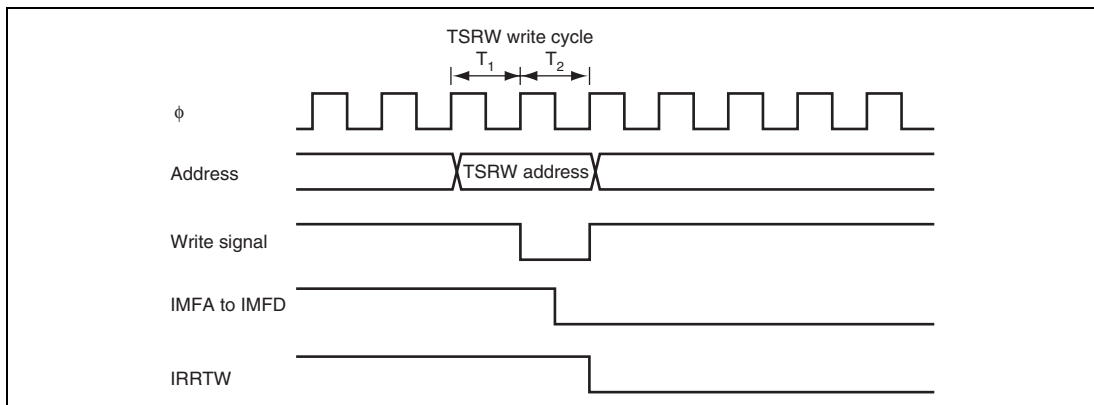 TSRW write cycle
T1 T2
ϕ
Address
TSRW address
Write signal
IMFA to IMFD
IRRTW